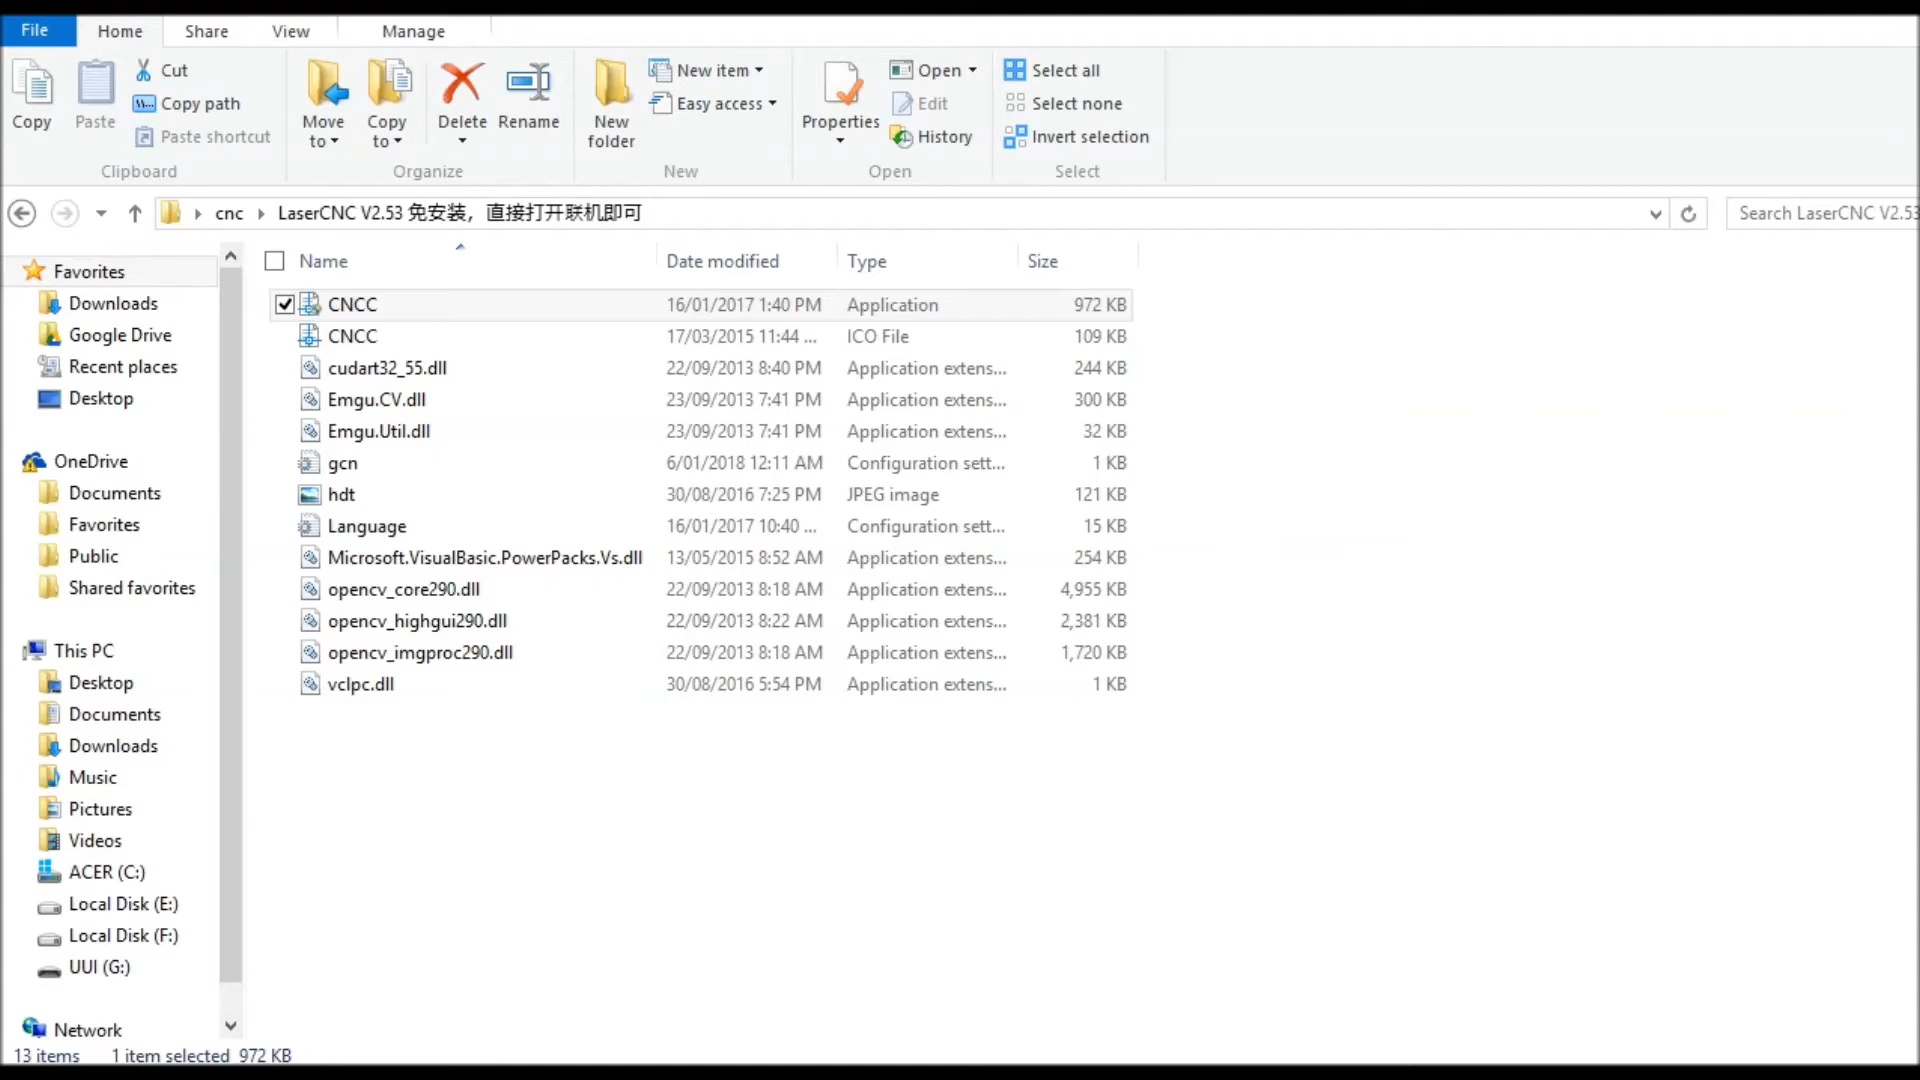 File Home Share View Manage
Copy
Paste
Cut
Copy path
Paste shortcut
Move to
Copy to
Delete
Rename
New folder
New item
Easy access
Properties
Open
Edit
History
Select all
Select none
Invert selection
Clipboard Organize New Open Select
cnc LaserCNC V2.53 免安装，直接打开联机即可 Search LaserCNC V2.53
Favorites
Downloads
Google Drive
Recent places
Desktop
OneDrive
Documents
Favorites
Public
Shared favorites
This PC
Desktop
Documents
Downloads
Music
Pictures
Videos
ACER (C:)
Local Disk (E:)
Local Disk (F:)
UUI (G:)
Network
Name Date modified Type Size
CNCC 16/01/2017 1:40 PM Application 972 KB
CNCC 17/03/2015 11:44 ... ICO File 109 KB
cudart32_55.dll 22/09/2013 8:40 PM Application extens... 244 KB
Emgu.CV.dll 23/09/2013 7:41 PM Application extens... 300 KB
Emgu.Util.dll 23/09/2013 7:41 PM Application extens... 32 KB
gcn 6/01/2018 12:11 AM Configuration sett... 1 KB
hdt 30/08/2016 7:25 PM JPEG image 121 KB
Language 16/01/2017 10:40 ... Configuration sett... 15 KB
Microsoft.VisualBasic.PowerPacks.Vs.dll 13/05/2015 8:52 AM Application extens... 254 KB
opencv_core290.dll 22/09/2013 8:18 AM Application extens... 4,955 KB
opencv_highgui290.dll 22/09/2013 8:22 AM Application extens... 2,381 KB
opencv_imgproc290.dll 22/09/2013 8:18 AM Application extens... 1,720 KB
vclpc.dll 30/08/2016 5:54 PM Application extens... 1 KB
13 items 1 item selected 972 KB